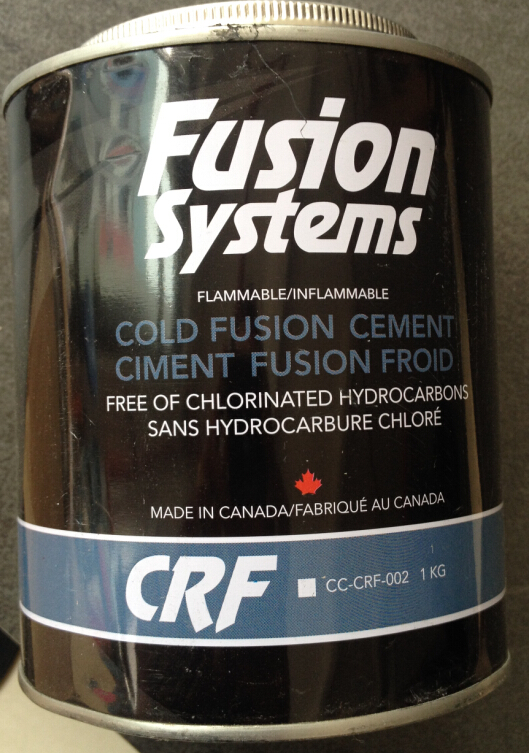 Fusion
Systems
FLAMMABLE/INFLAMMABLE
COLD FUSION CEMENT
CIMENT FUSION FROID
FREE OF CHLORINATED HYDROCARBONS
SANS HYDROCARBURE CHLORÉ
MADE IN CANADA/FABRIQUÉ AU CANADA
CRF CC-CRF-002 1 KG